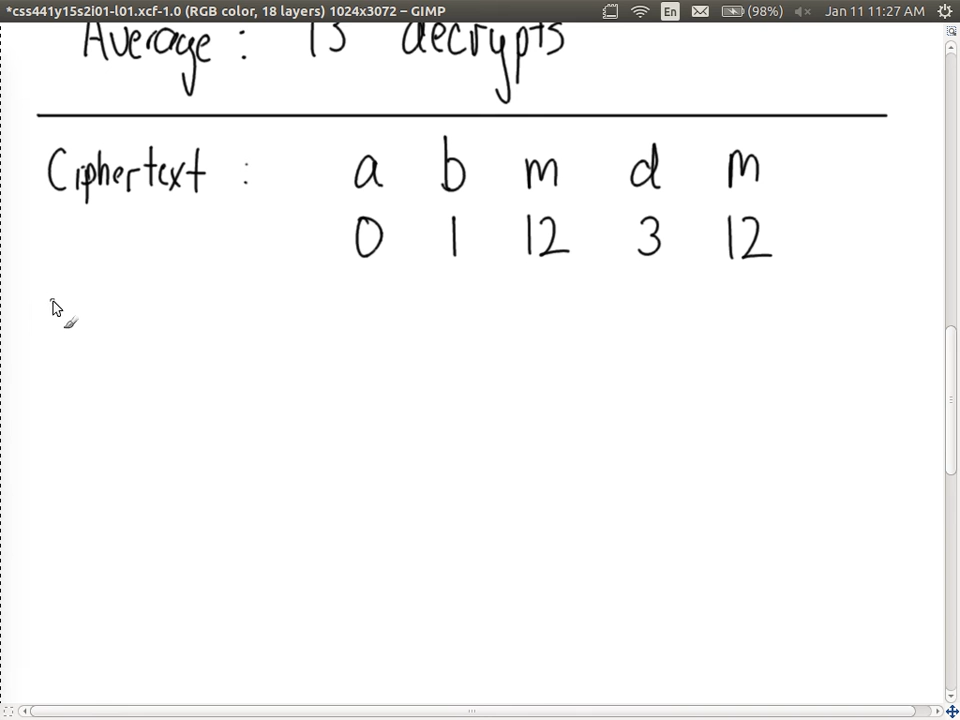 *css441y15s2i01-l01.xcf-1.0 (RGB color, 18 layers) 1024x3072 – GIMP En (98%) Jan 11 11:27 AM
Average : 13 decrypts
Ciphertext : a b m d m
0 1 12 3 12